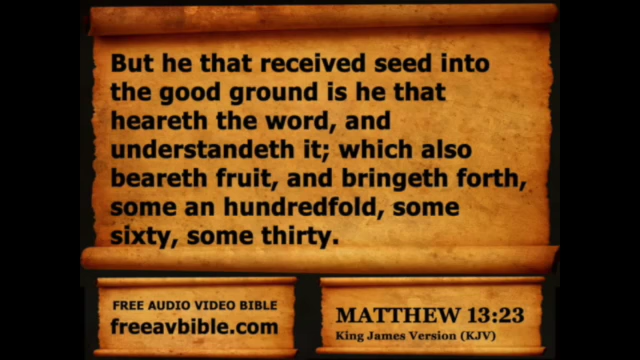 But he that received seed into
the good ground is he that
heareth the word, and
understandeth it; which also
beareth fruit, and bringeth forth,
some an hundredfold, some
sixty, some thirty.
FREE AUDIO VIDEO BIBLE
freeavbible.com
MATTHEW 13:23
King James Version (KJV)